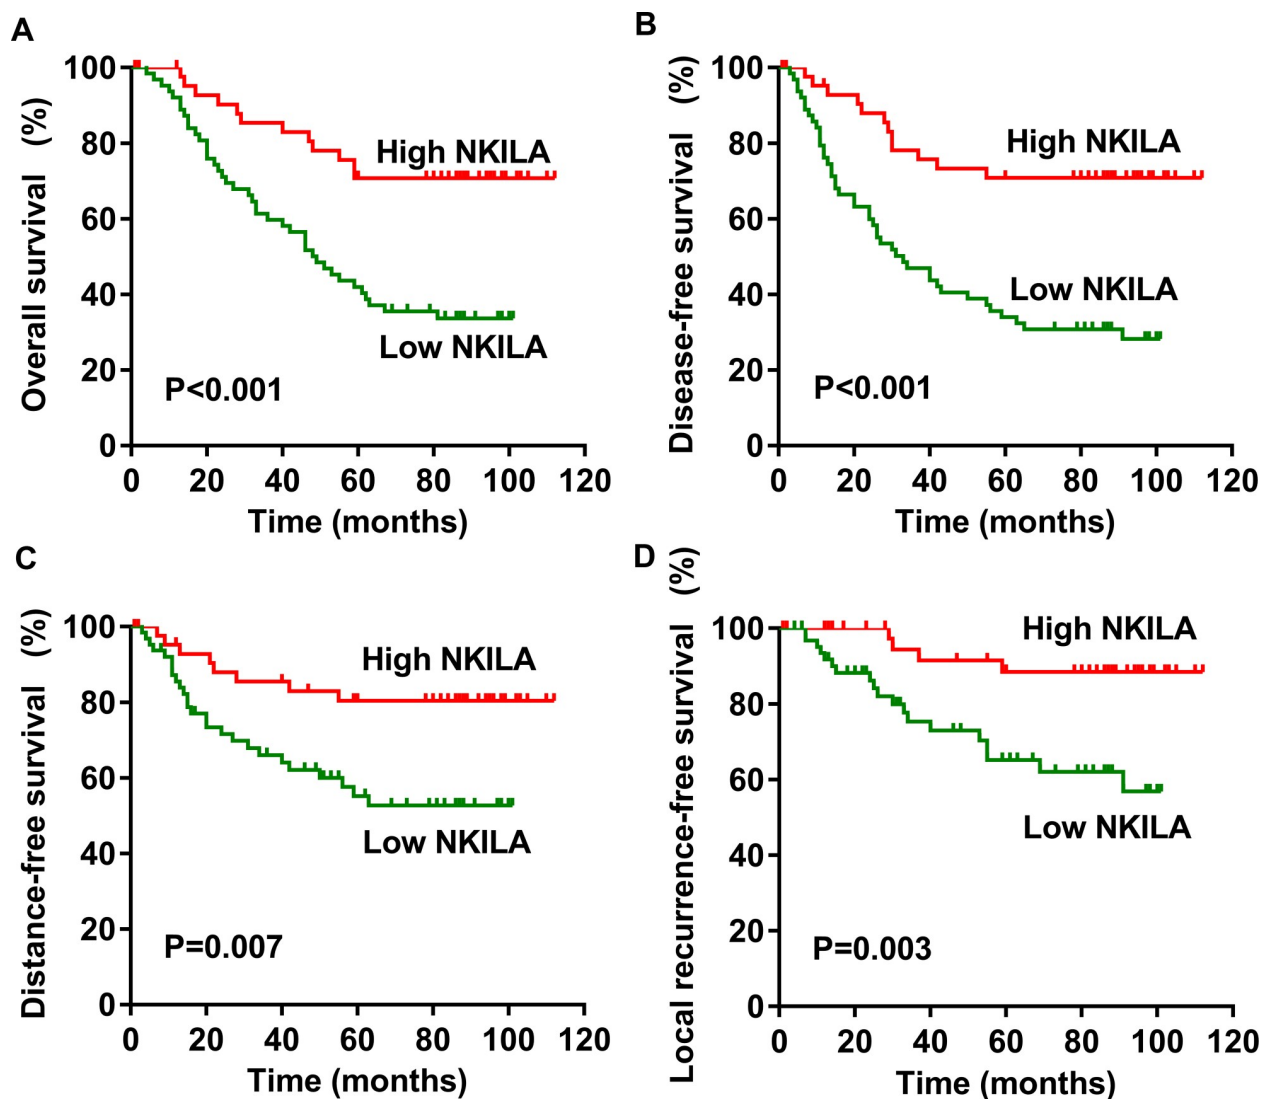 A
Overall survival (%)
100
80
60
40
20
0
High NKILA
Low NKILA
P<0.001
0 20 40 60 80 100 120
Time (months)
B
Disease-free survival (%)
100
80
60
40
20
0
High NKILA
Low NKILA
P<0.001
0 20 40 60 80 100 120
Time (months)
C
Distance-free survival (%)
100
80
60
40
20
0
High NKILA
Low NKILA
P=0.007
0 20 40 60 80 100 120
Time (months)
D
Local recurrence-free survival (%)
100
80
60
40
20
0
High NKILA
Low NKILA
P=0.003
0 20 40 60 80 100 120
Time (months)